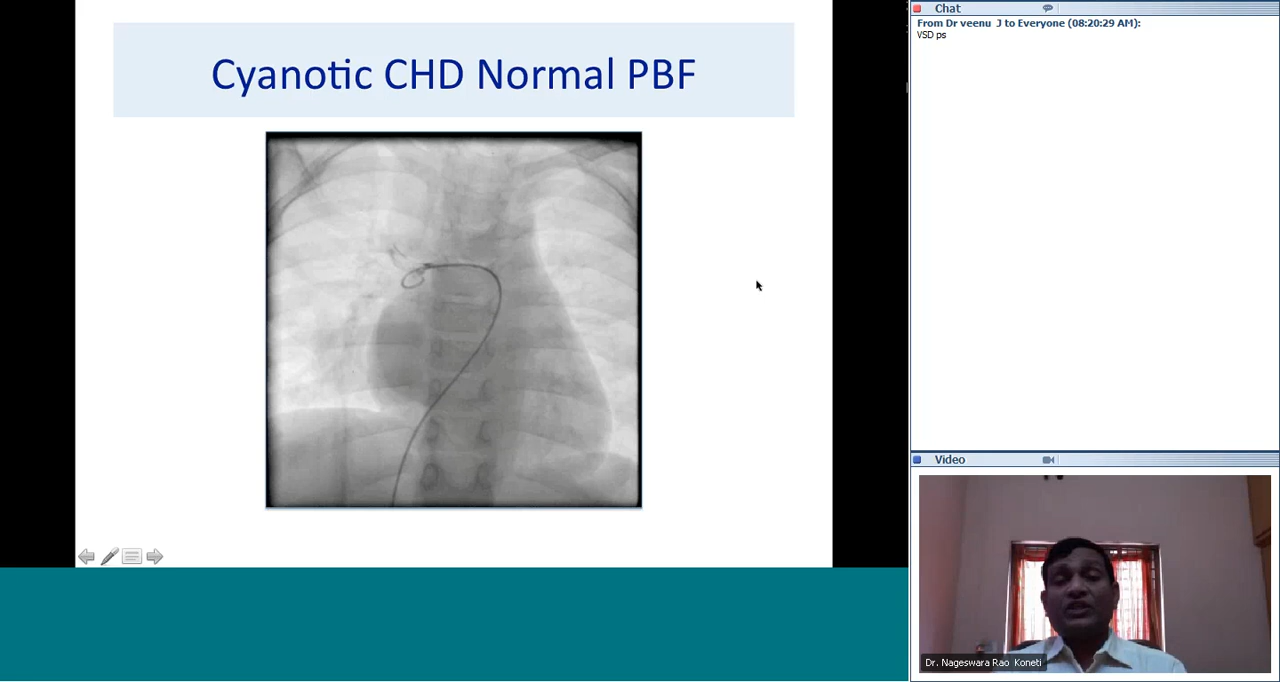 Cyanotic CHD Normal PBF
Chat
From Dr veenu J to Everyone (08:20:29 AM):
VSD ps
Video
Dr. Nageswara Rao Koneti